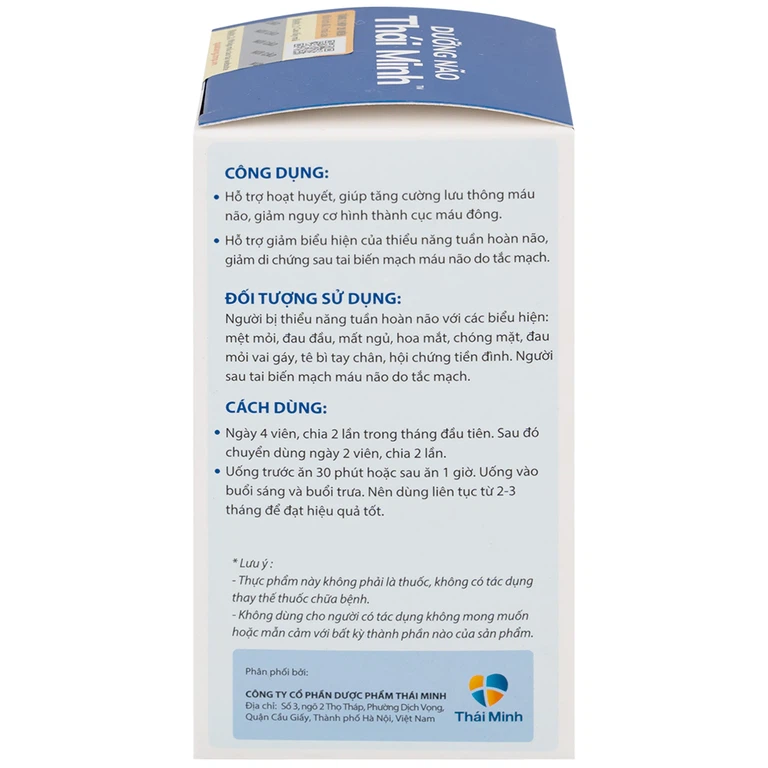 DƯỠNG NÃO
Thái Minh™
CÔNG DỤNG:
• Hỗ trợ hoạt huyết, giúp tăng cường lưu thông máu
não, giảm nguy cơ hình thành cục máu đông.
• Hỗ trợ giảm biểu hiện của thiểu năng tuần hoàn não,
giảm di chứng sau tai biến mạch máu não do tắc mạch.
ĐỐI TƯỢNG SỬ DỤNG:
Người bị thiểu năng tuần hoàn não với các biểu hiện:
mệt mỏi, đau đầu, mất ngủ, hoa mắt, chóng mặt, đau
mỏi vai gáy, tê bì tay chân, hội chứng tiền đình. Người
sau tai biến mạch máu não do tắc mạch.
CÁCH DÙNG:
• Ngày 4 viên, chia 2 lần trong tháng đầu tiên. Sau đó
chuyển dùng ngày 2 viên, chia 2 lần.
• Uống trước ăn 30 phút hoặc sau ăn 1 giờ. Uống vào
buổi sáng và buổi trưa. Nên dùng liên tục từ 2-3
tháng để đạt hiệu quả tốt.
* Lưu ý :
- Thực phẩm này không phải là thuốc, không có tác dụng
thay thế thuốc chữa bệnh.
- Không dùng cho người có tác dụng không mong muốn
hoặc mẫn cảm với bất kỳ thành phần nào của sản phẩm.
Phân phối bởi:
CÔNG TY CỔ PHẦN DƯỢC PHẨM THÁI MINH
Địa chỉ: Số 3, ngõ 2 Thọ Tháp, Phường Dịch Vọng,
Quận Cầu Giấy, Thành phố Hà Nội, Việt Nam
Thái Minh